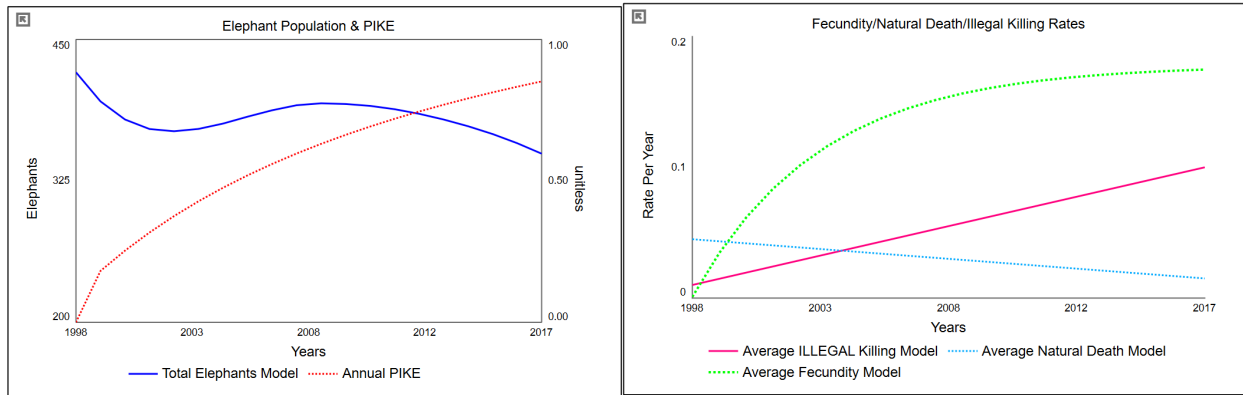 Elephant Population & PIKE
450
325
200
Elephants
1.00
0.50
0.00
unitless
1998
2003
2008
2012
2017
Years
Total Elephants Model
Annual PIKE
Fecundity/Natural Death/Illegal Killing Rates
0.2
0.1
0
Rate Per Year
1998
2003
2008
2012
2017
Years
Average ILLEGAL Killing Model
Average Natural Death Model
Average Fecundity Model